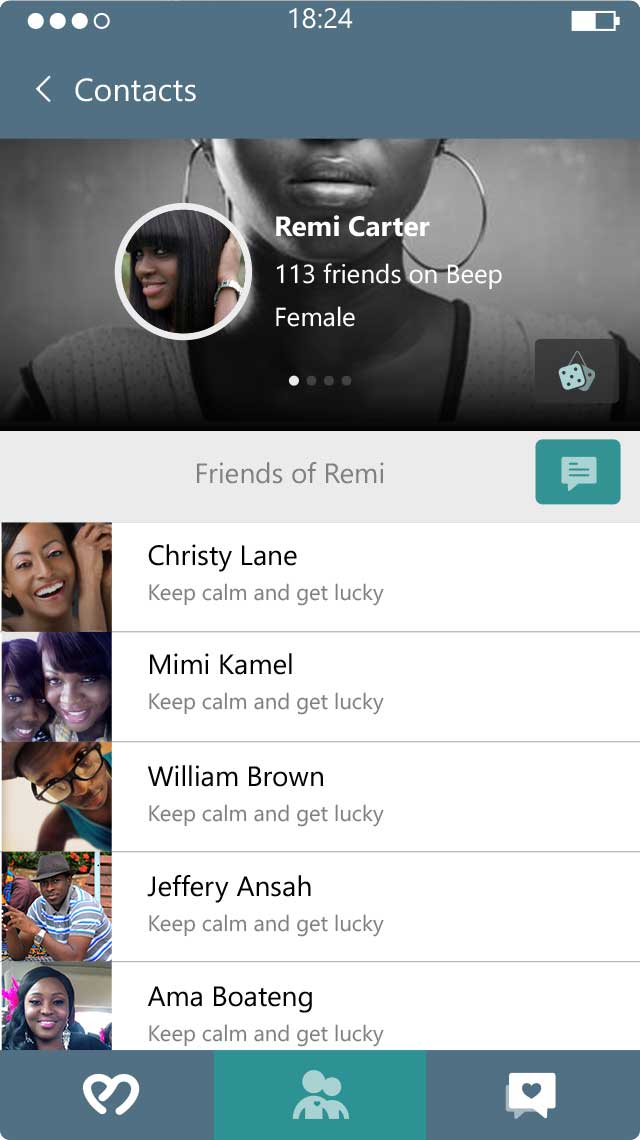 18:24
Contacts
Remi Carter
113 friends on Beep
Female
Friends of Remi
Christy Lane
Keep calm and get lucky
Mimi Kamel
Keep calm and get lucky
William Brown
Keep calm and get lucky
Jeffery Ansah
Keep calm and get lucky
Ama Boateng
Keep calm and get lucky